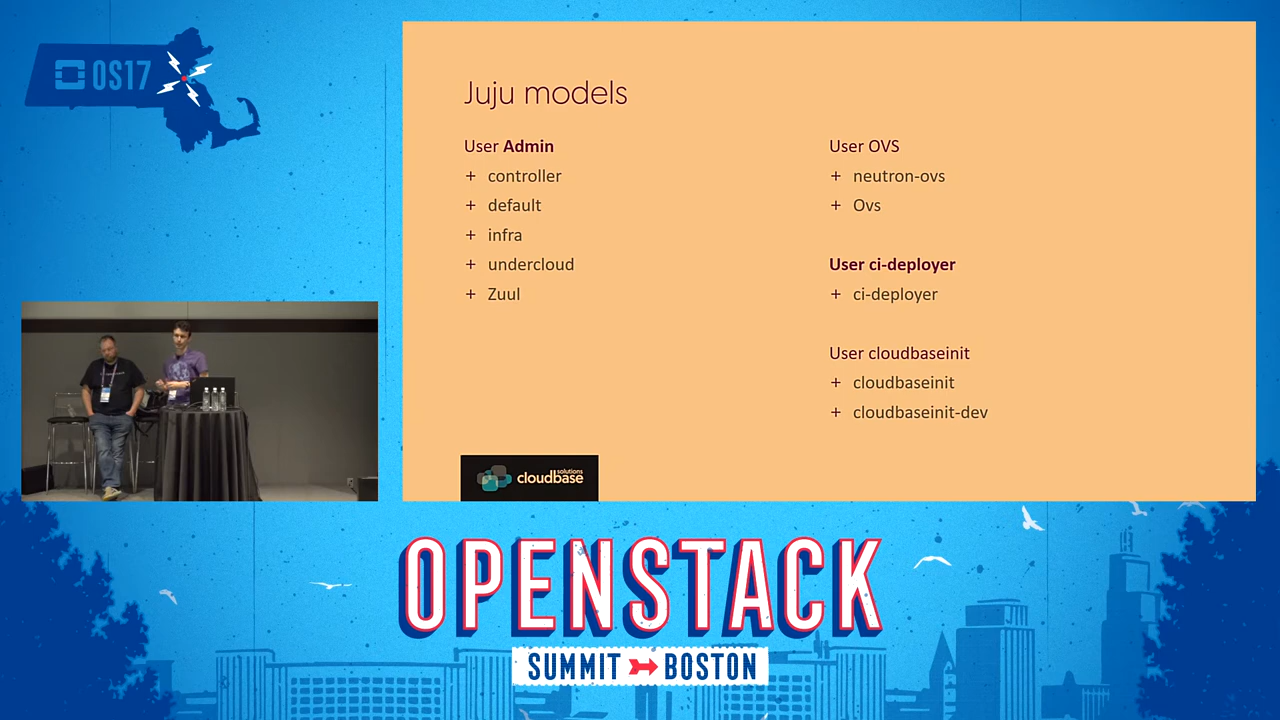 OS17
Juju models
User Admin
+ controller
+ default
+ infra
+ undercloud
+ Zuul
User OVS
+ neutron-ovs
+ Ovs
User ci-deployer
+ ci-deployer
User cloudbaseinit
+ cloudbaseinit
+ cloudbaseinit-dev
cloudbase solutions
OPENSTACK
SUMMIT BOSTON